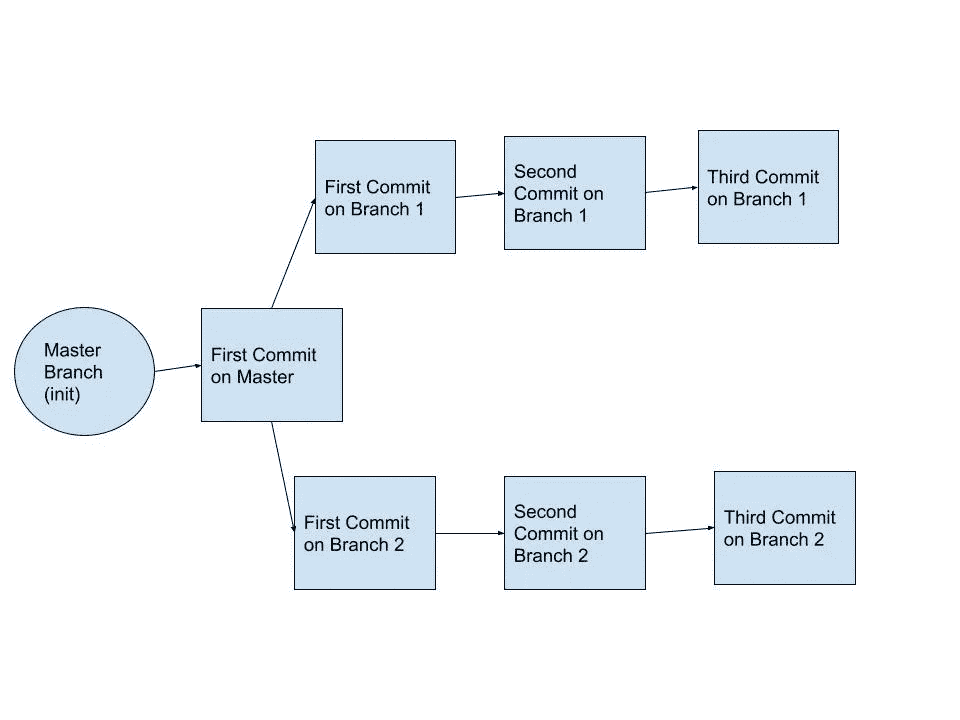 First Commit
on Branch 1
Second
Commit on
Branch 1
Third Commit
on Branch 1
Master
Branch
(init)
First Commit
on Master
First Commit
on Branch 2
Second
Commit on
Branch 2
Third Commit
on Branch 2